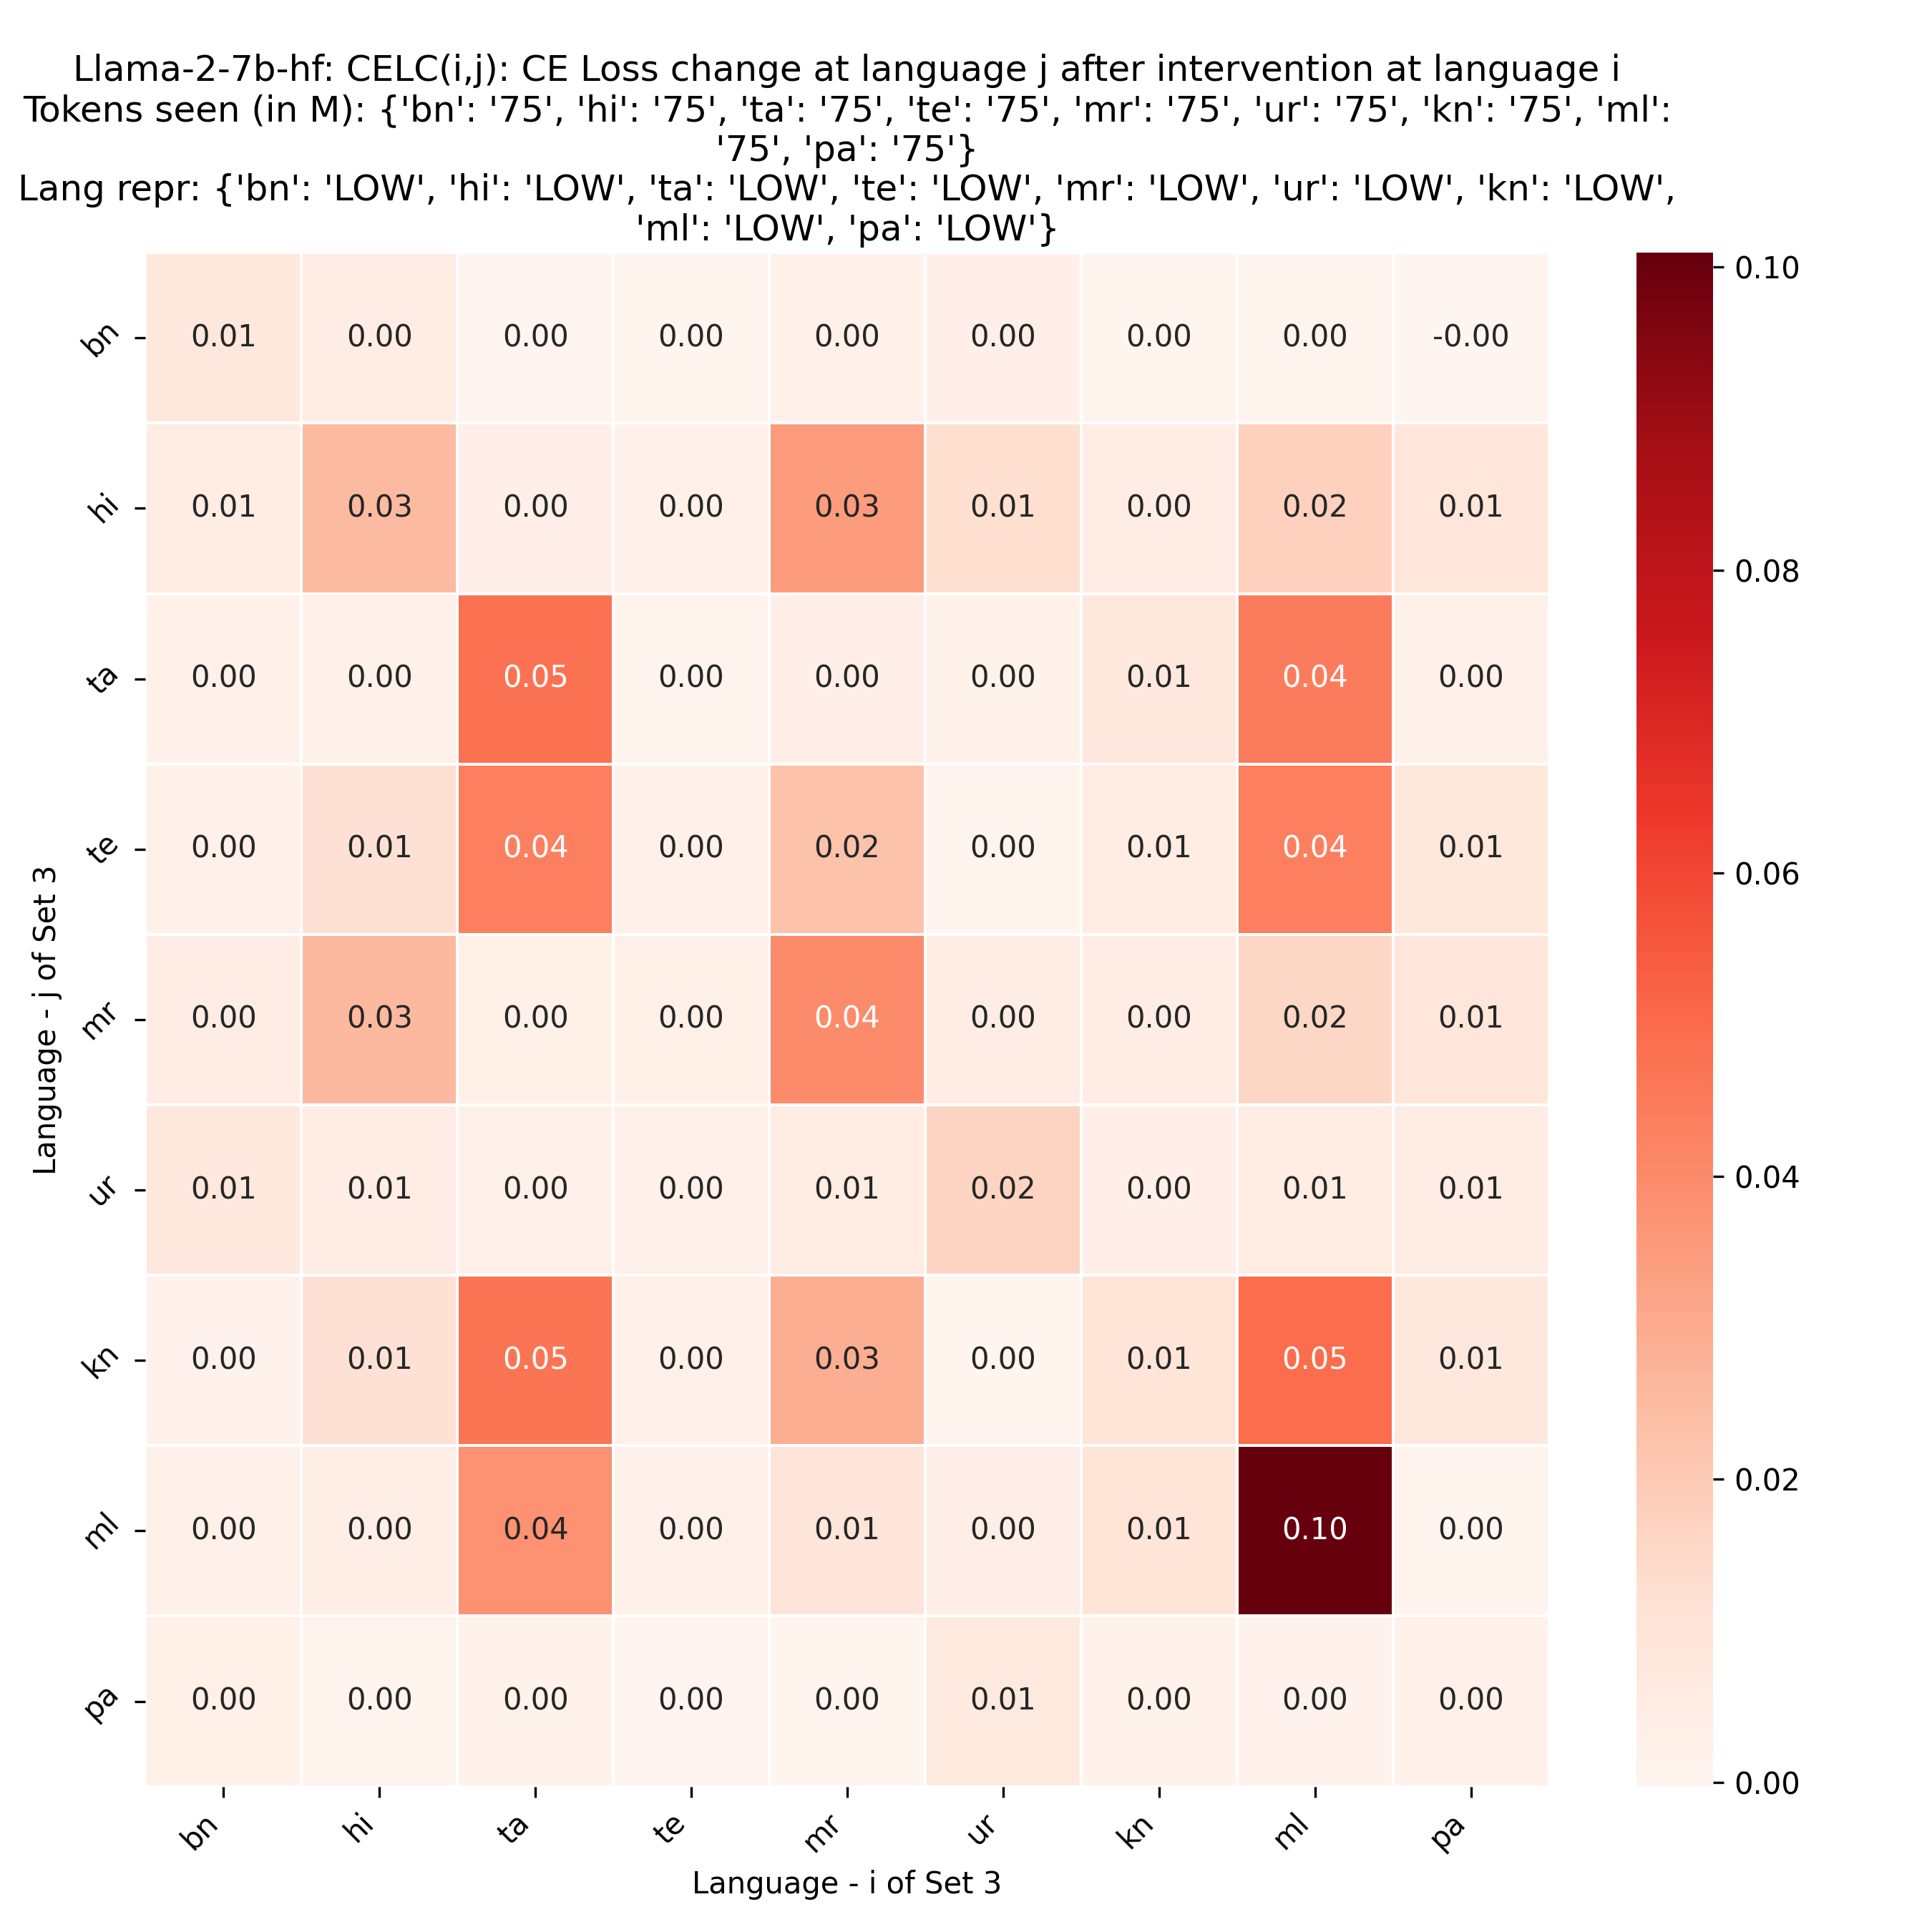 Llama-2-7b-hf: CELC(i,j): CE Loss change at language j after intervention at language i
Tokens seen (in M): {'bn': '75', 'hi': '75', 'ta': '75', 'te': '75', 'mr': '75', 'ur': '75', 'kn': '75', 'ml':
'75', 'pa': '75'}
Lang repr: {'bn': 'LOW', 'hi': 'LOW', 'ta': 'LOW', 'te': 'LOW', 'mr': 'LOW', 'ur': 'LOW', 'kn': 'LOW',
'ml': 'LOW', 'pa': 'LOW'}
Language - j of Set 3
bn 0.01 0.00 0.00 0.00 0.00 0.00 0.00 0.00 -0.00
hi 0.01 0.03 0.00 0.00 0.03 0.01 0.00 0.02 0.01
ta 0.00 0.00 0.05 0.00 0.00 0.00 0.01 0.04 0.00
te 0.00 0.01 0.04 0.00 0.02 0.00 0.01 0.04 0.01
mr 0.00 0.03 0.00 0.00 0.04 0.00 0.00 0.02 0.01
ur 0.01 0.01 0.00 0.00 0.01 0.02 0.00 0.01 0.01
kn 0.00 0.01 0.05 0.00 0.03 0.00 0.01 0.05 0.01
ml 0.00 0.00 0.04 0.00 0.01 0.00 0.01 0.10 0.00
pa 0.00 0.00 0.00 0.00 0.00 0.01 0.00 0.00 0.00
bn hi ta te mr ur kn ml pa
Language - i of Set 3
0.10
0.08
0.06
0.04
0.02
0.00